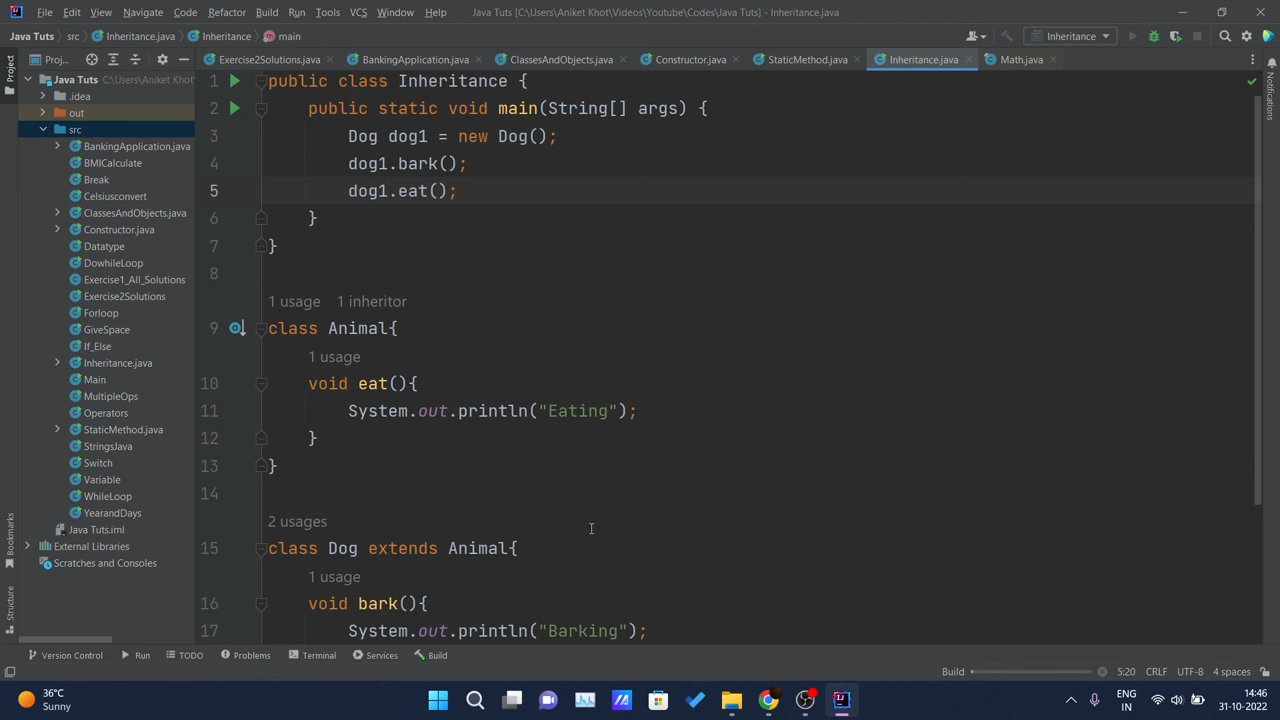 File Edit View Navigate Code Refactor Build Run Tools VCS Window Help Java Tuts [C:\Users\Aniket Khot\Videos\Youtube\Codes\Java Tuts] - Inheritance.java
Java Tuts src Inheritance.java Inheritance main Inheritance
Proj... Exercise2Solutions.java BankingApplication.java ClassesAndObjects.java Constructor.java StaticMethod.java Inheritance.java Math.java
Project
Bookmarks
Structure
Notifications
Java Tuts C:\Users\Aniket Khot\
.idea
out
src
BankingApplication.java
BMICalculate
Break
Celsiusconvert
ClassesAndObjects.java
Constructor.java
Datatype
DowhileLoop
Exercise1_All_Solutions
Exercise2Solutions
Forloop
GiveSpace
If_Else
Inheritance.java
Main
MultipleOps
Operators
StaticMethod.java
StringsJava
Switch
Variable
WhileLoop
YearandDays
Java Tuts.iml
External Libraries
Scratches and Consoles
1 public class Inheritance {
2 public static void main(String[] args) {
3 Dog dog1 = new Dog();
4 dog1.bark();
5 dog1.eat();
6 }
7 }
8
1 usage 1 inheritor
9 class Animal{
1 usage
10 void eat(){
11 System.out.println("Eating");
12 }
13 }
14
2 usages
15 class Dog extends Animal{
1 usage
16 void bark(){
17 System.out.println("Barking");
Version Control Run TODO Problems Terminal Services Build
Build 5:20 CRLF UTF-8 4 spaces
36°C
Sunny
ENG
IN
14:46
31-10-2022